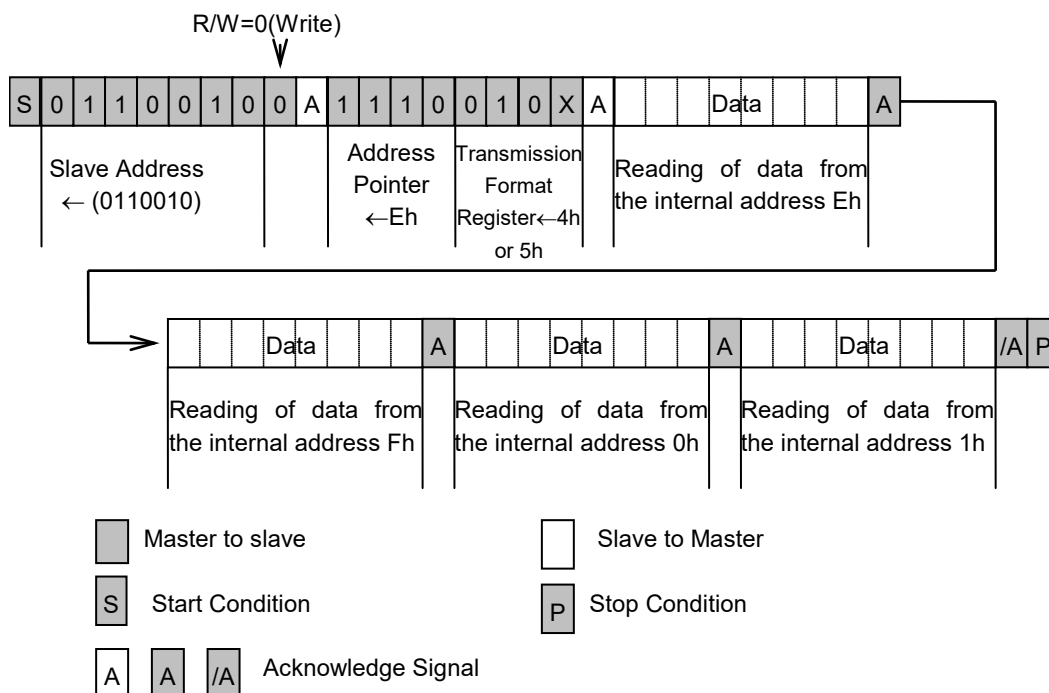 R/W=0(Write)
S 0 1 1 0 0 1 0 0 A 1 1 1 0 0 1 0 X A Data A
Slave Address
← (0110010)
Address
Pointer
←Eh
Transmission
Format
Register←4h
or 5h
Reading of data from
the internal address Eh
Data A Data A Data /A P
Reading of data from
the internal address Fh
Reading of data from
the internal address 0h
Reading of data from
the internal address 1h
Master to slave
Slave to Master
S Start Condition
P Stop Condition
A A /A Acknowledge Signal